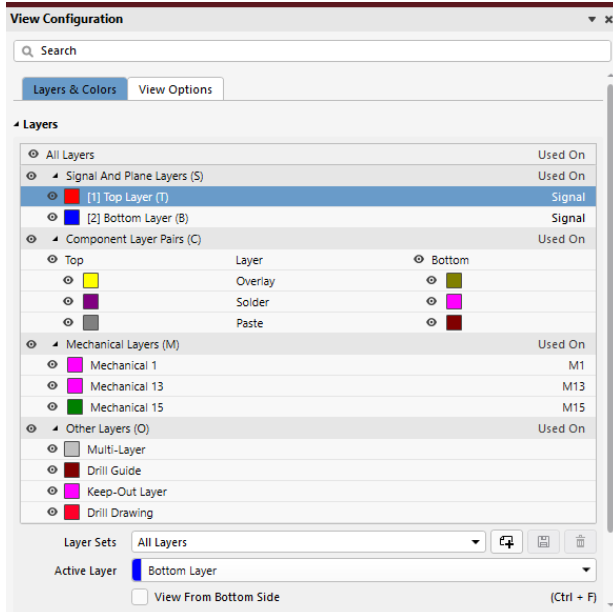 View Configuration
Search
Layers & Colors View Options
Layers
All Layers Used On
Signal And Plane Layers (S) Used On
[1] Top Layer (T) Signal
[2] Bottom Layer (B) Signal
Component Layer Pairs (C) Used On
Top Layer Bottom
Overlay
Solder
Paste
Mechanical Layers (M) Used On
Mechanical 1 M1
Mechanical 13 M13
Mechanical 15 M15
Other Layers (O) Used On
Multi-Layer
Drill Guide
Keep-Out Layer
Drill Drawing
Layer Sets All Layers
Active Layer Bottom Layer
View From Bottom Side (Ctrl + F)